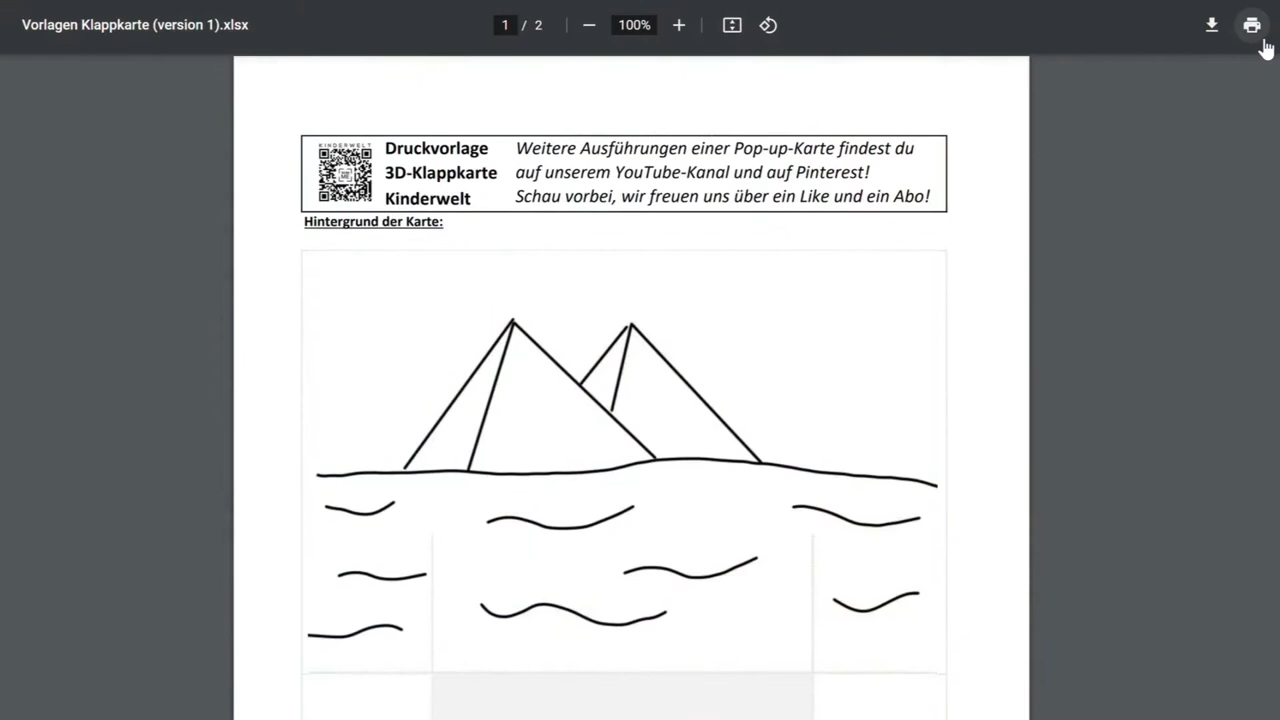 Vorlagen Klappkarte (version 1).xlsx
1 / 2
100%
KINDERWELT
Druckvorlage
3D-Klappkarte
Kinderwelt
Weitere Ausführungen einer Pop-up-Karte findest du
auf unserem YouTube-Kanal und auf Pinterest!
Schau vorbei, wir freuen uns über ein Like und ein Abo!
Hintergrund der Karte: